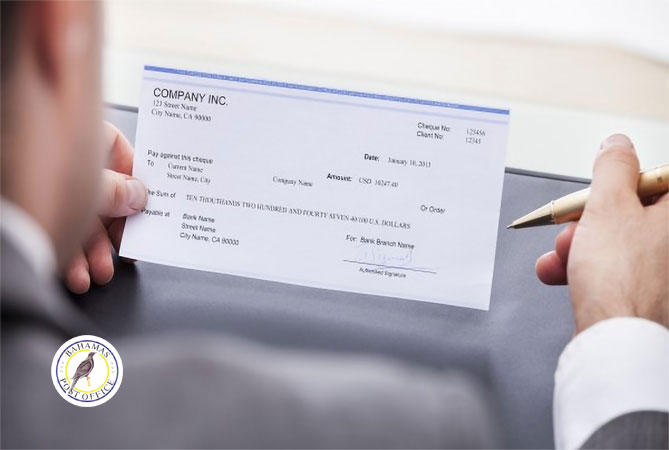 COMPANY INC.
123 Street Name
City Name, CA 90000
Cheque No: 123456
Client No: 12345
Date: January 10, 2013
Pay against this cheque
To Current Name Company Name Amount: USD 10247.40
Street Name, City
The Sum of TEN THOUTHANDS TWO HUNDRED AND FOURTY SEVEN 40/100 U.S. DOLLARS Or Order
Payable at Bank Name For: Bank Branch Name
Street Name
City Name, CA 90000
Authorized Signature
BAHAMAS
POST OFFICE